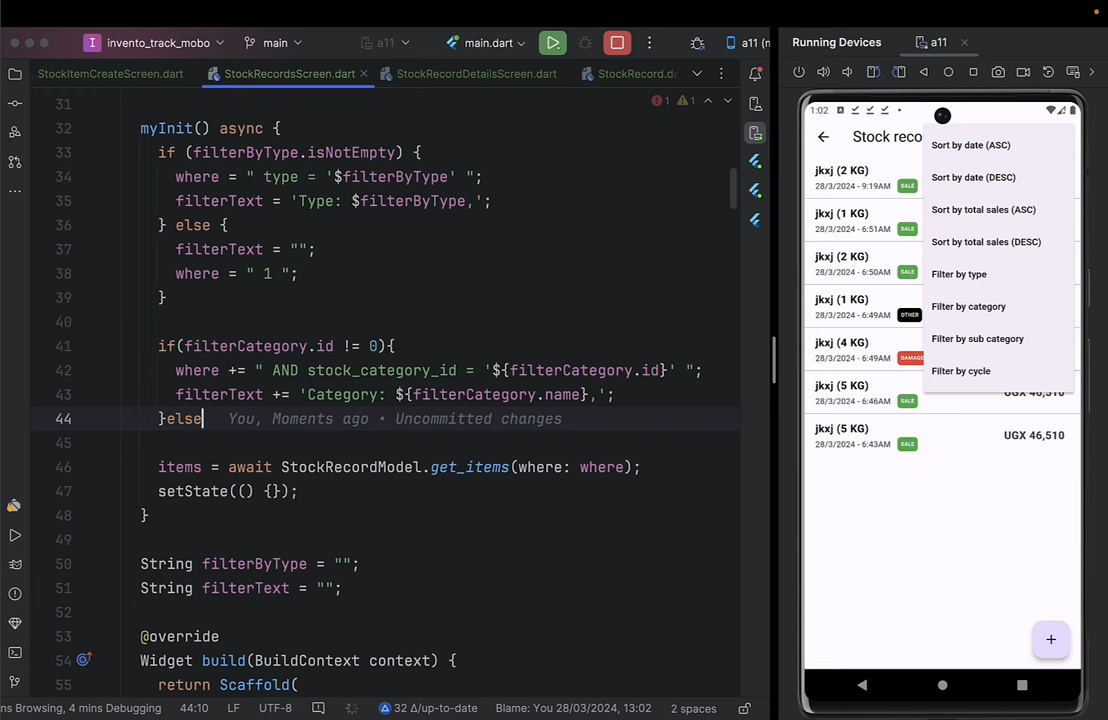 invento_track_mobo main a11 main.dart a11 (m
Running Devices a11
StockItemCreateScreen.dart StockRecordsScreen.dart StockRecordDetailsScreen.dart StockRecord.da
31
32 myInit() async {
33 if (filterByType.isNotEmpty) {
34 where = " type = '$filterByType' ";
35 filterText = 'Type: $filterByType,';
36 } else {
37 filterText = "";
38 where = " 1 ";
39 }
40
41 if(filterCategory.id != 0){
42 where += " AND stock_category_id = '${filterCategory.id}' ";
43 filterText += 'Category: ${filterCategory.name},';
44 }else You, Moments ago • Uncommitted changes
45
46 items = await StockRecordModel.get_items(where: where);
47 setState(() {});
48 }
49
50 String filterByType = "";
51 String filterText = "";
52
53 @override
54 Widget build(BuildContext context) {
55 return Scaffold(
1 1
ns Browsing, 4 mins Debugging 44:10 LF UTF-8 32 Δ/up-to-date Blame: You 28/03/2024, 13:02 2 spaces
1:02
Stock reco
jkxj (2 KG)
28/3/2024 - 9:19AM SALE
jkxj (1 KG)
28/3/2024 - 6:51AM SALE
jkxj (2 KG)
28/3/2024 - 6:50AM SALE
jkxj (1 KG)
28/3/2024 - 6:49AM OTHER
jkxj (4 KG)
28/3/2024 - 6:49AM DAMAGE
jkxj (5 KG)
28/3/2024 - 6:46AM SALE
UGX 46,510
jkxj (5 KG)
28/3/2024 - 6:43AM SALE
UGX 46,510
Sort by date (ASC)
Sort by date (DESC)
Sort by total sales (ASC)
Sort by total sales (DESC)
Filter by type
Filter by category
Filter by sub category
Filter by cycle